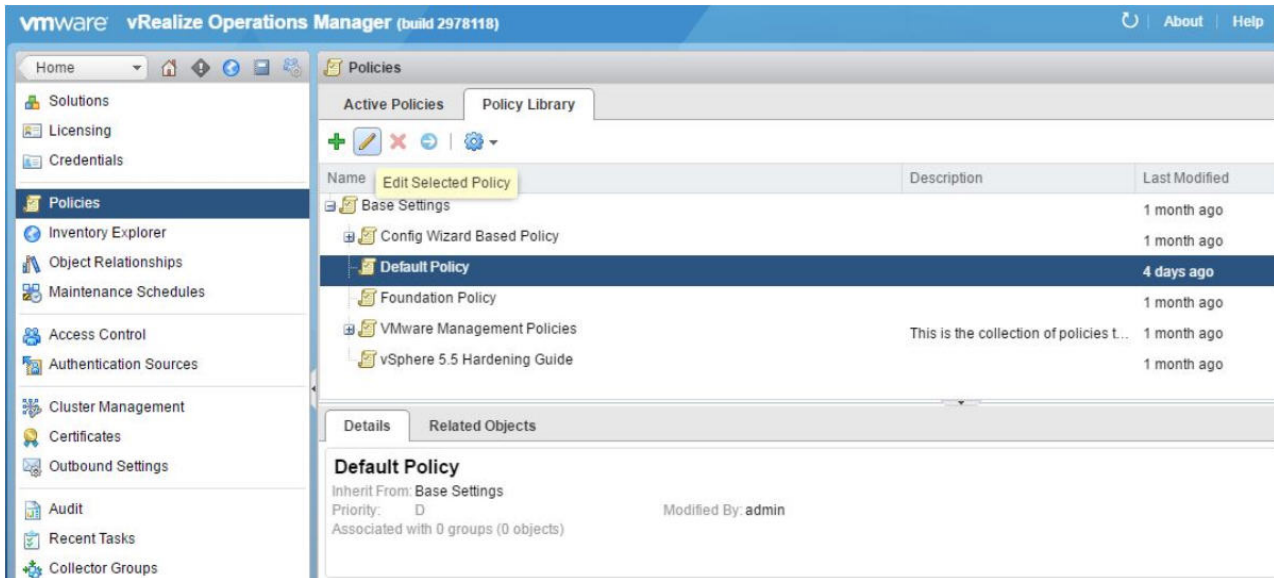 vmware vRealize Operations Manager (build 2978118) About Help
Home
Solutions
Licensing
Credentials
Policies
Inventory Explorer
Object Relationships
Maintenance Schedules
Access Control
Authentication Sources
Cluster Management
Certificates
Outbound Settings
Audit
Recent Tasks
Collector Groups
Policies
Active Policies Policy Library
Name Description Last Modified
Edit Selected Policy
Base Settings 1 month ago
Config Wizard Based Policy 1 month ago
Default Policy 4 days ago
Foundation Policy 1 month ago
VMware Management Policies This is the collection of policies t... 1 month ago
vSphere 5.5 Hardening Guide 1 month ago
Details Related Objects
Default Policy
Inherit From: Base Settings
Priority: D Modified By: admin
Associated with 0 groups (0 objects)